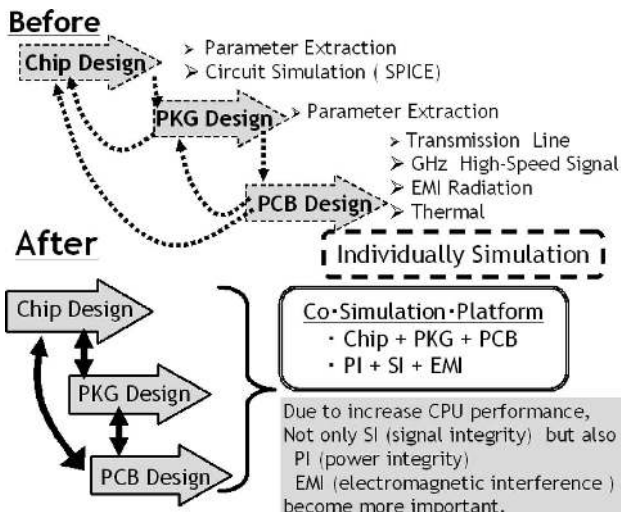 Before
Chip Design
➢ Parameter Extraction
➢ Circuit Simulation ( SPICE)
PKG Design
➢ Parameter Extraction
➢ Transmission Line
➢ GHz High-Speed Signal
➢ EMI Radiation
➢ Thermal
PCB Design
Individually Simulation
After
Chip Design
PKG Design
PCB Design
Co·Simulation·Platform
· Chip + PKG + PCB
· PI + SI + EMI
Due to increase CPU performance,
Not only SI (signal integrity) but also
PI (power integrity)
EMI (electromagnetic interference )
become more important.